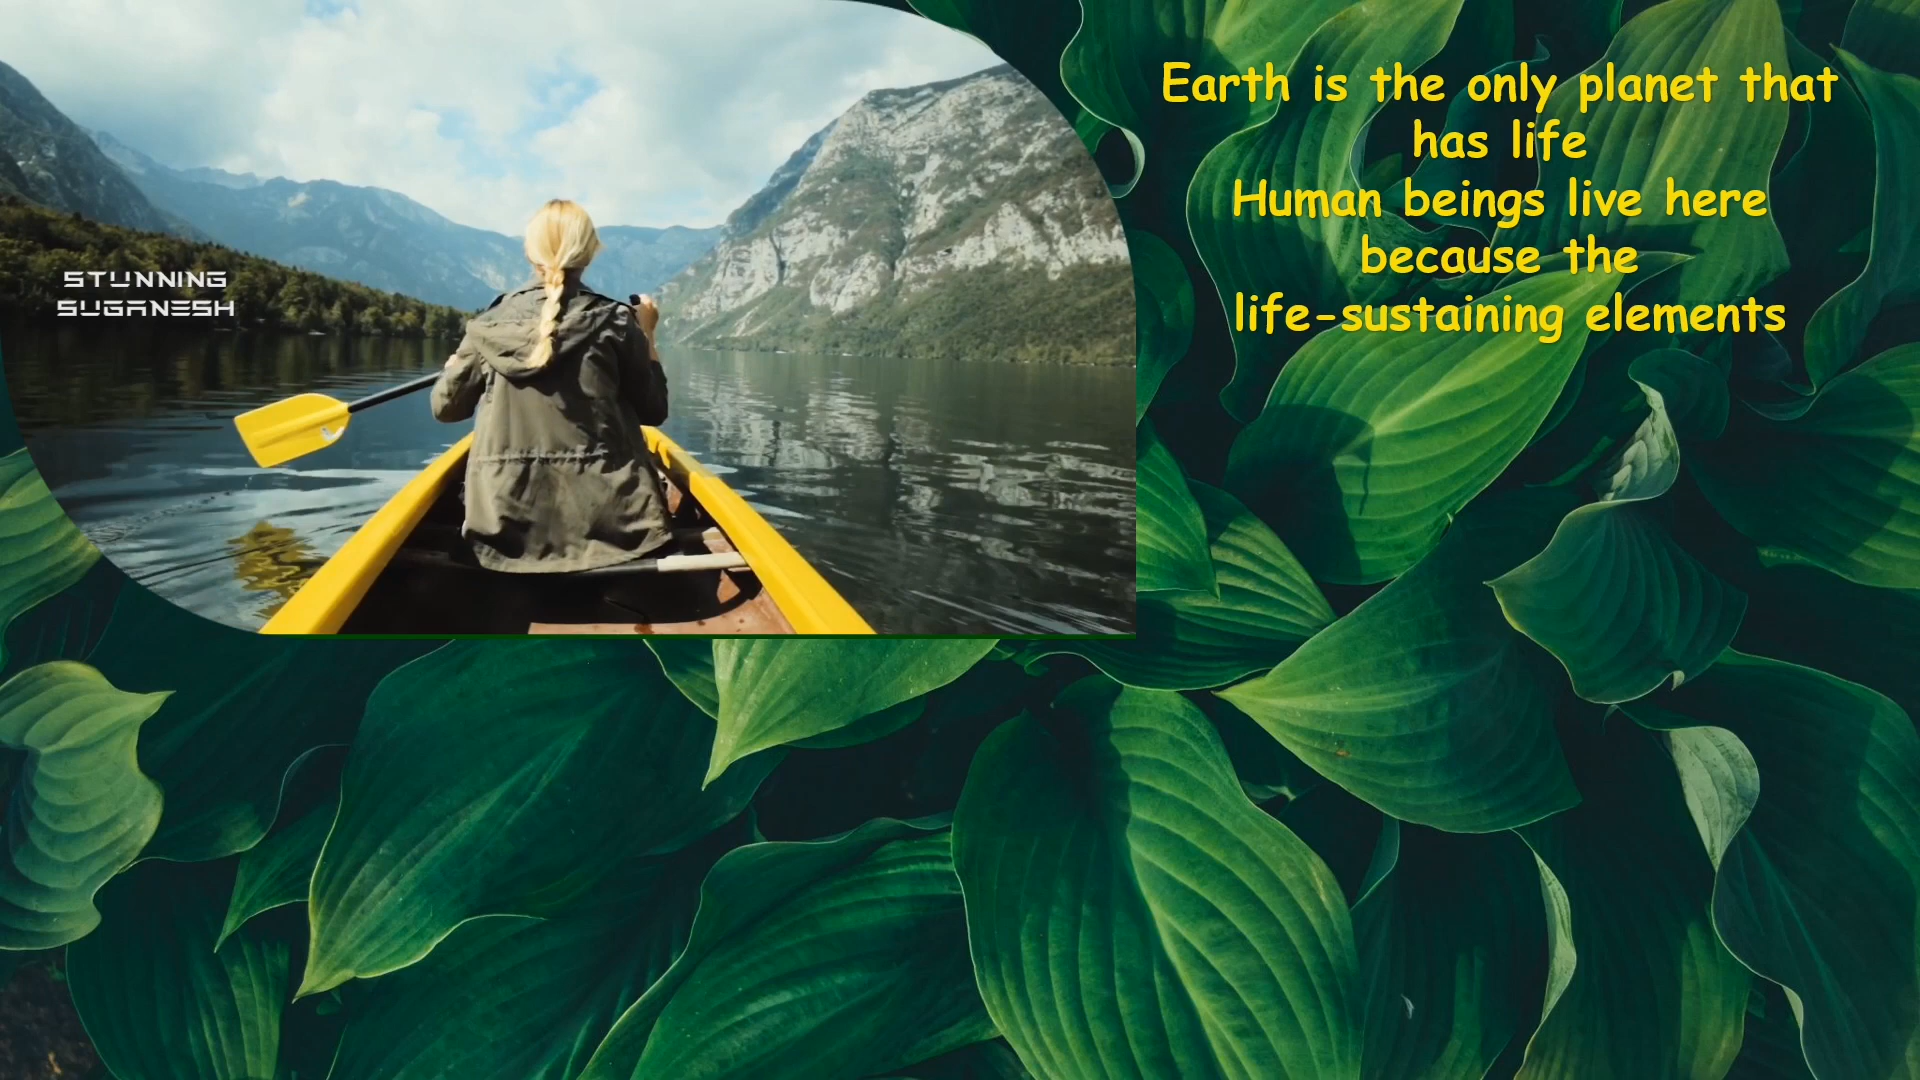 STUNNING
SUGANESH
Earth is the only planet that
has life
Human beings live here
because the
life-sustaining elements